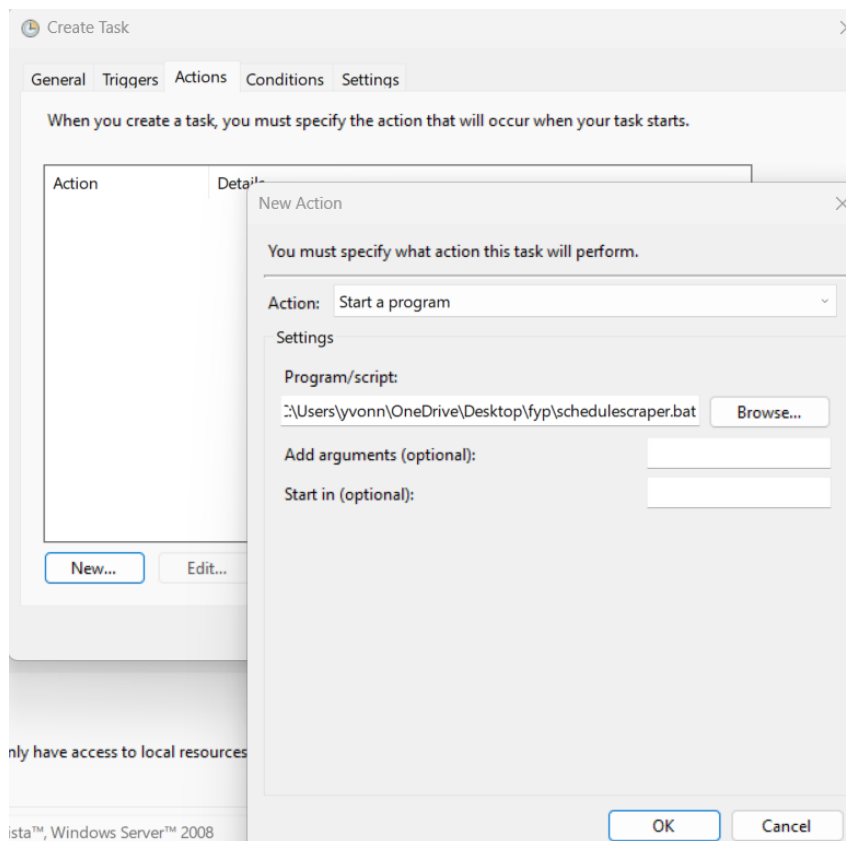 Create Task
General Triggers Actions Conditions Settings
When you create a task, you must specify the action that will occur when your task starts.
Action Details
New Action
You must specify what action this task will perform.
Action: Start a program
Settings
Program/script:
:\Users\yvonn\OneDrive\Desktop\fyp\schedulescraper.bat Browse...
Add arguments (optional):
Start in (optional):
New... Edit...
nly have access to local resources
ista™, Windows Server™ 2008
OK Cancel